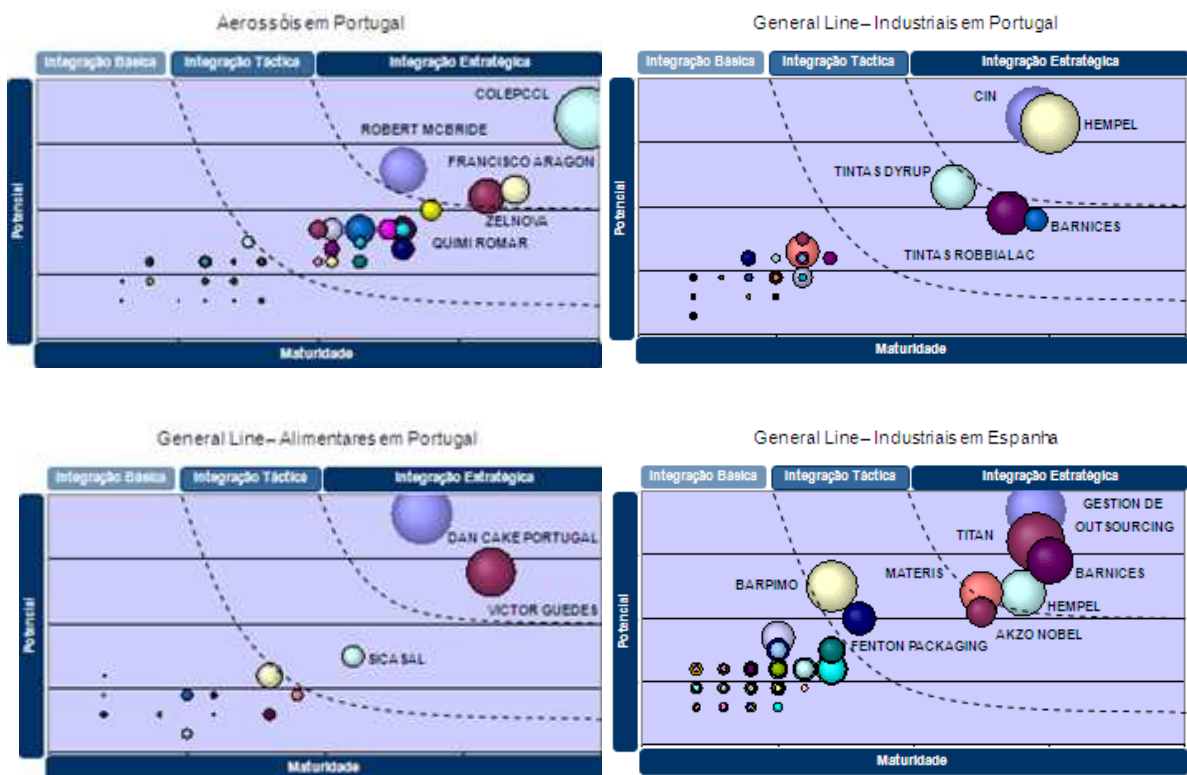 Aerossóis em Portugal
Integração Básica
Integração Táctica
Integração Estratégica
COLEPCCL
ROBERT MCBRIDE
FRANCISCO ARAGON
ZELNOVA
QUIMI ROMAR
Potencial
Maturidade
General Line– Industriais em Portugal
Integração Básica
Integração Táctica
Integração Estratégica
CIN
HEMPEL
TINTAS DYRUP
BARNICES
TINTAS ROBBIALAC
Potencial
Maturidade
General Line– Alimentares em Portugal
Integração Básica
Integração Táctica
Integração Estratégica
DAN CAKE PORTUGAL
VICTOR GUEDES
SICASAL
Potencial
Maturidade
General Line– Industriais em Espanha
Integração Básica
Integração Táctica
Integração Estratégica
GESTION DE
OUTSOURCING
TITAN
BARNICES
MATERIS
BARPIMO
HEMPEL
AKZO NOBEL
FENTON PACKAGING
Potencial
Maturidade